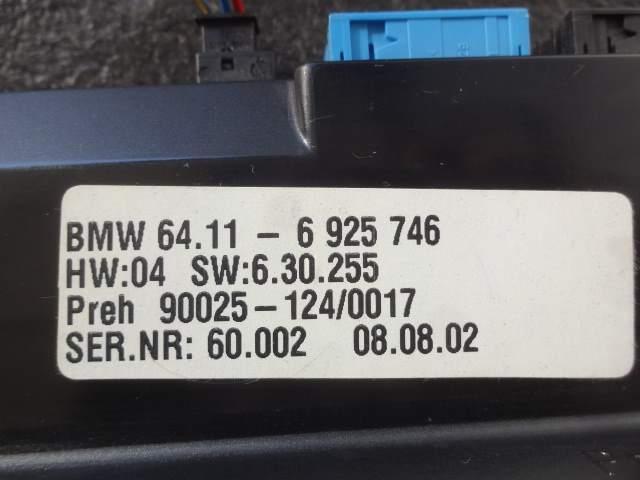 BMW 64.11 - 6 925 746
HW:04 SW:6.30.255
Preh 90025-124/0017
SER.NR: 60.002 08.08.02